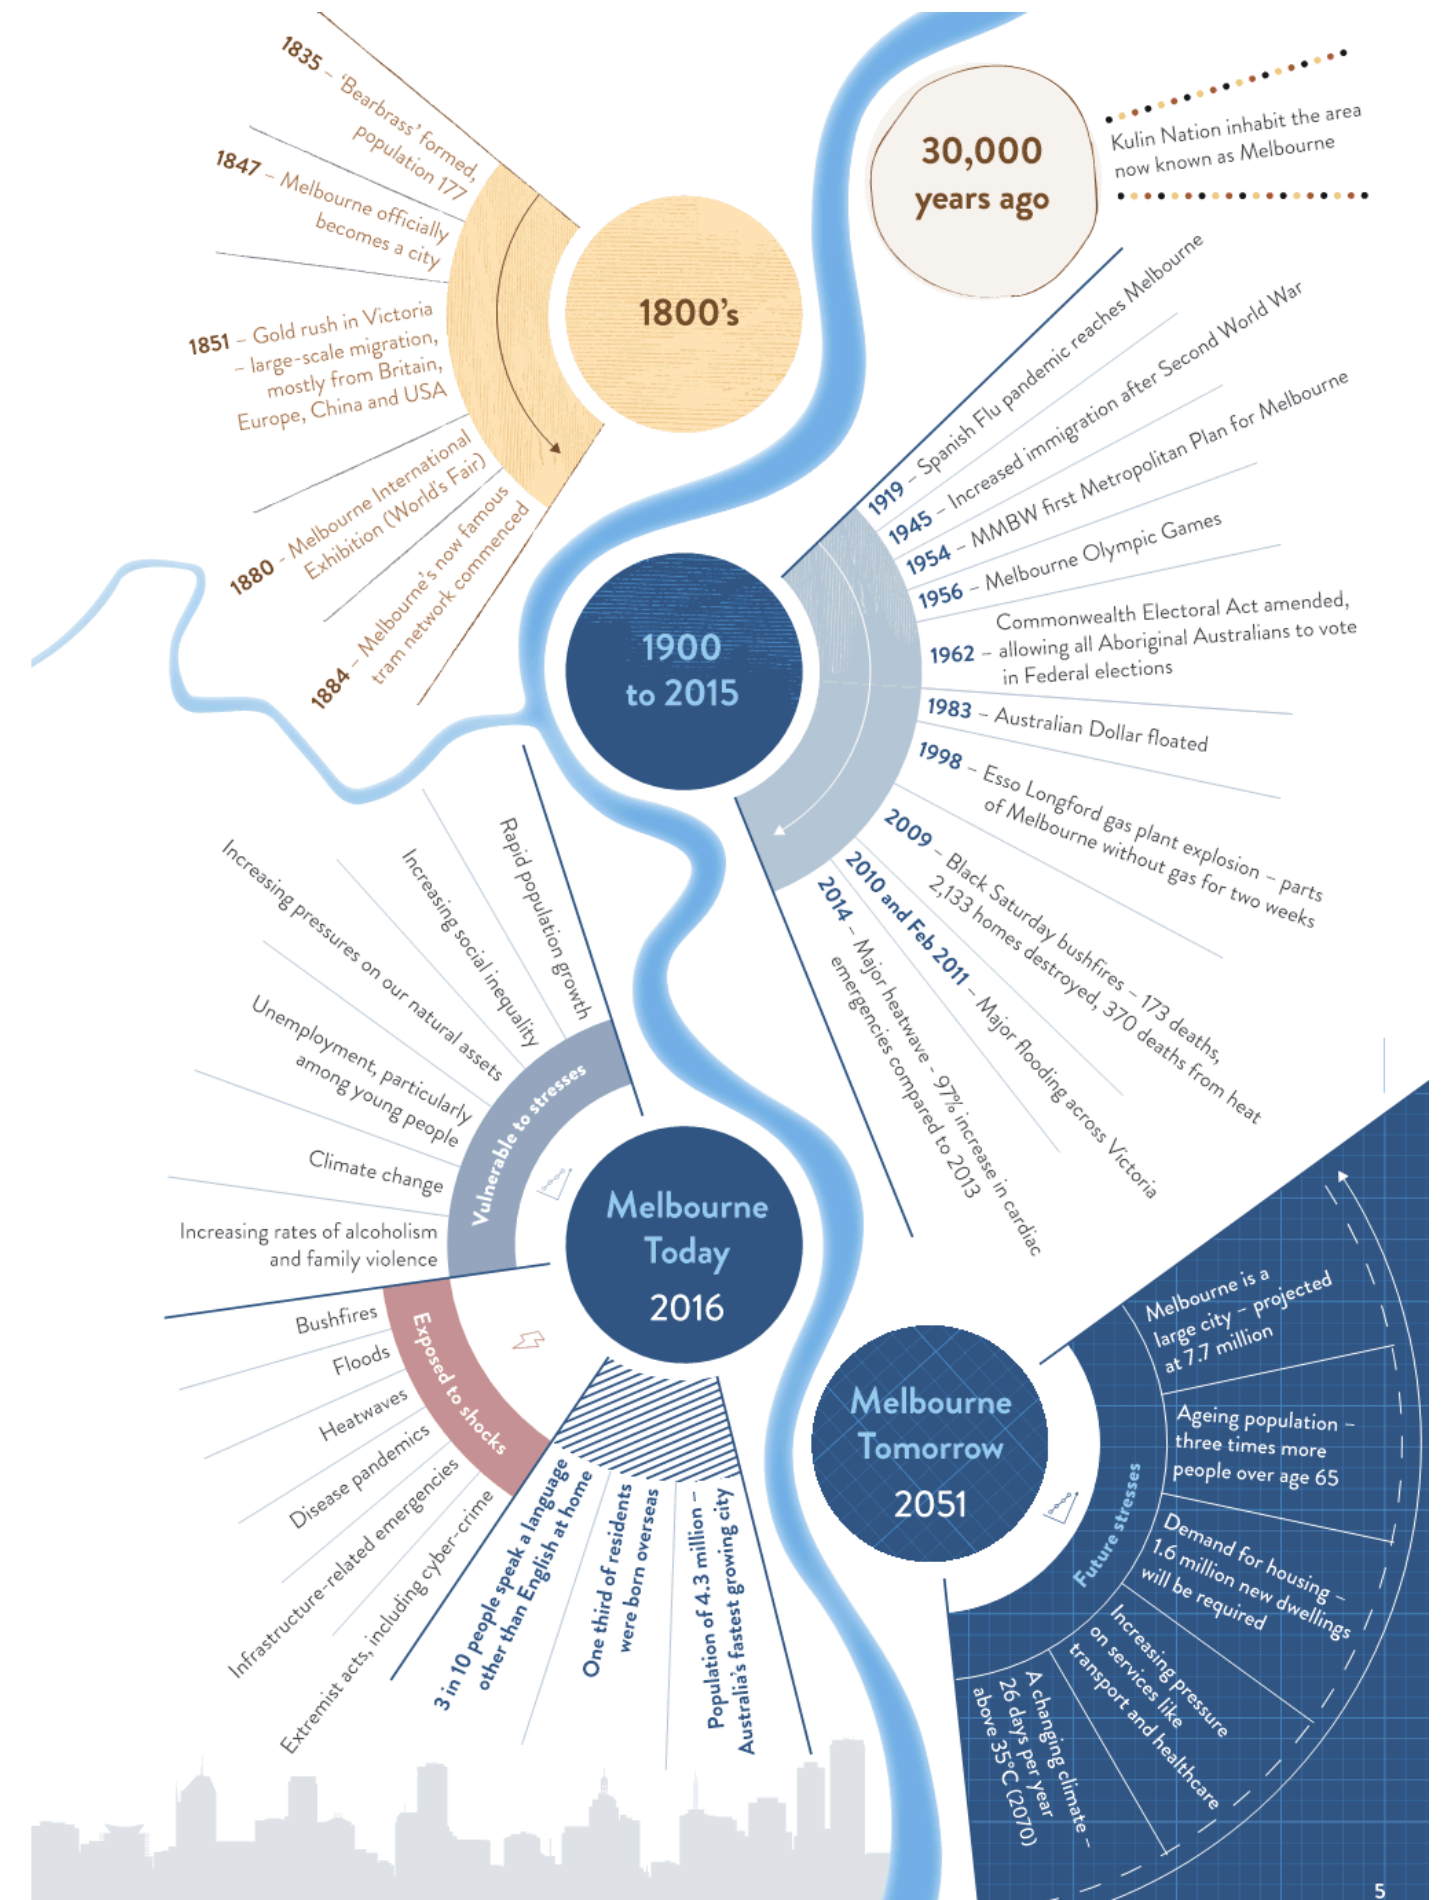 30,000
years ago
Kulin Nation inhabit the area
now known as Melbourne
1800’s
1835 – ‘Bearbrass’ formed,
population 177
1847 – Melbourne officially
becomes a city
1851 – Gold rush in Victoria
– large-scale migration,
mostly from Britain,
Europe, China and USA
1880 – Melbourne International
Exhibition (World’s Fair)
1884 – Melbourne’s now famous
tram network commenced
1900
to 2015
1919 – Spanish Flu pandemic reaches Melbourne
1945 – Increased immigration after Second World War
1954 – MMBW first Metropolitan Plan for Melbourne
1956 – Melbourne Olympic Games
Commonwealth Electoral Act amended,
1962 – allowing all Aboriginal Australians to vote
in Federal elections
1983 – Australian Dollar floated
1998 – Esso Longford gas plant explosion – parts
of Melbourne without gas for two weeks
2009 – Black Saturday bushfires – 173 deaths,
2,133 homes destroyed, 370 deaths from heat
2010 and Feb 2011 – Major flooding across Victoria
2014 – Major heatwave – 97% increase in cardiac
emergencies compared to 2013
Melbourne
Today
2016
Vulnerable to stresses
Rapid population growth
Increasing social inequality
Increasing pressures on our natural assets
Unemployment, particularly
among young people
Climate change
Increasing rates of alcoholism
and family violence
Exposed to shocks
Bushfires
Floods
Heatwaves
Disease pandemics
Infrastructure-related emergencies
Extremist acts, including cyber-crime
3 in 10 people speak a language
other than English at home
One third of residents
were born overseas
Population of 4.3 million –
Australia’s fastest growing city
Melbourne
Tomorrow
2051
Future stresses
Melbourne is a
large city – projected
at 7.7 million
Ageing population –
three times more
people over age 65
Demand for housing –
1.6 million new dwellings
will be required
Increasing pressure
on services like
transport and healthcare
A changing climate –
26 days per year
above 35°C (2070)
5